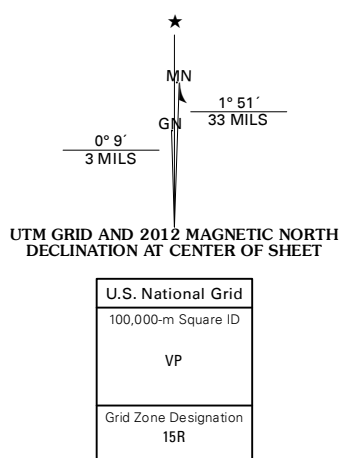 ★
MN
1° 51´
33 MILS
GN
0° 9´
3 MILS
UTM GRID AND 2012 MAGNETIC NORTH
DECLINATION AT CENTER OF SHEET
U.S. National Grid
100,000-m Square ID
VP
Grid Zone Designation
15R